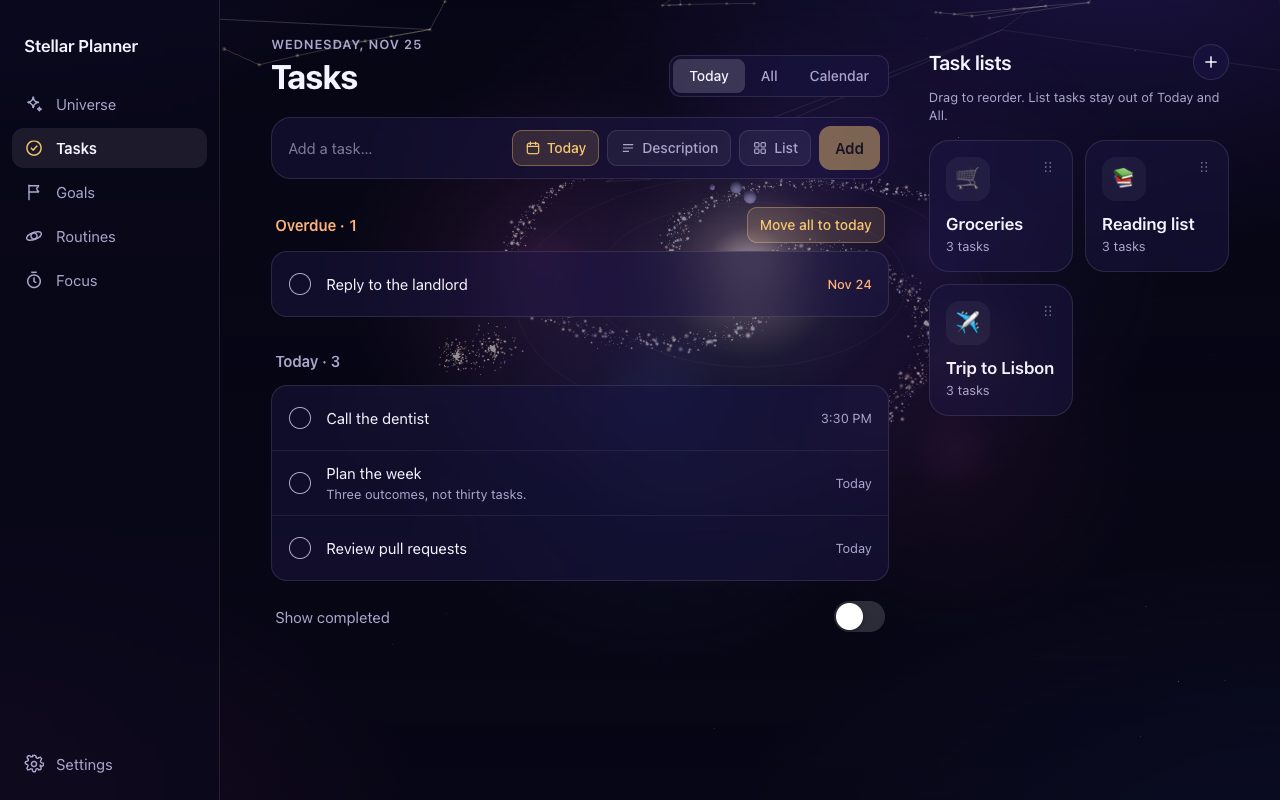 Stellar Planner
Universe
Tasks
Goals
Routines
Focus
Settings
WEDNESDAY, NOV 25
Tasks
Today
All
Calendar
Add a task...
Today
Description
List
Add
Overdue · 1
Move all to today
Reply to the landlord
Nov 24
Today · 3
Call the dentist
3:30 PM
Plan the week
Three outcomes, not thirty tasks.
Today
Review pull requests
Today
Show completed
Task lists
Drag to reorder. List tasks stay out of Today and
All.
Groceries
3 tasks
Reading list
3 tasks
Trip to Lisbon
3 tasks